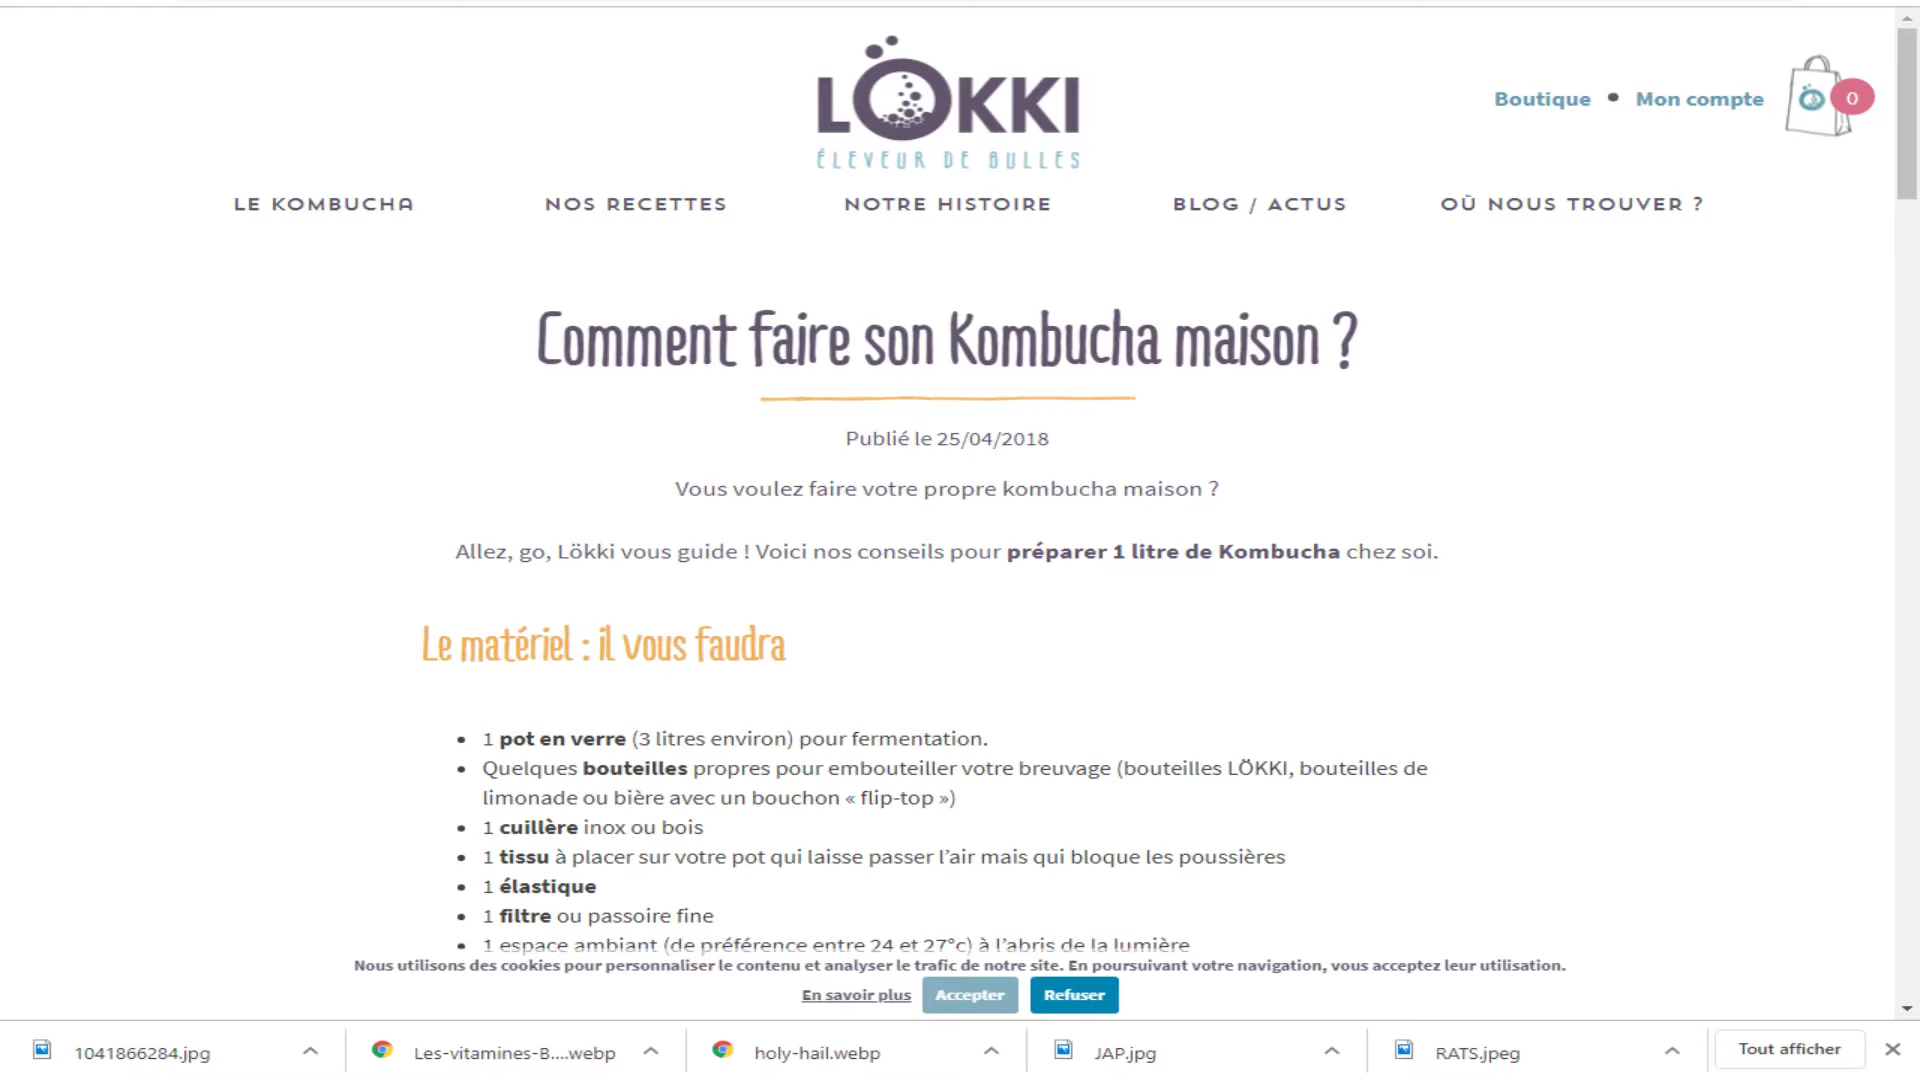 LÖKKI
ÉLEVEUR DE BULLES
Boutique • Mon compte
0
LE KOMBUCHA
NOS RECETTES
NOTRE HISTOIRE
BLOG / ACTUS
OÙ NOUS TROUVER ?
Comment faire son Kombucha maison ?
Publié le 25/04/2018
Vous voulez faire votre propre kombucha maison ?
Allez, go, Lökki vous guide ! Voici nos conseils pour préparer 1 litre de Kombucha chez soi.
Le matériel : il vous faudra
• 1 pot en verre (3 litres environ) pour fermentation.
• Quelques bouteilles propres pour embouteiller votre breuvage (bouteilles LÖKKI, bouteilles de
limonade ou bière avec un bouchon « flip-top »)
• 1 cuillère inox ou bois
• 1 tissu à placer sur votre pot qui laisse passer l’air mais qui bloque les poussières
• 1 élastique
• 1 filtre ou passoire fine
• 1 espace ambiant (de préférence entre 24 et 27°c) à l’abris de la lumière
Nous utilisons des cookies pour personnaliser le contenu et analyser le trafic de notre site. En poursuivant votre navigation, vous acceptez leur utilisation.
En savoir plus
Accepter
Refuser
1041866284.jpg
Les-vitamines-B....webp
holy-hail.webp
JAP.jpg
RATS.jpeg
Tout afficher